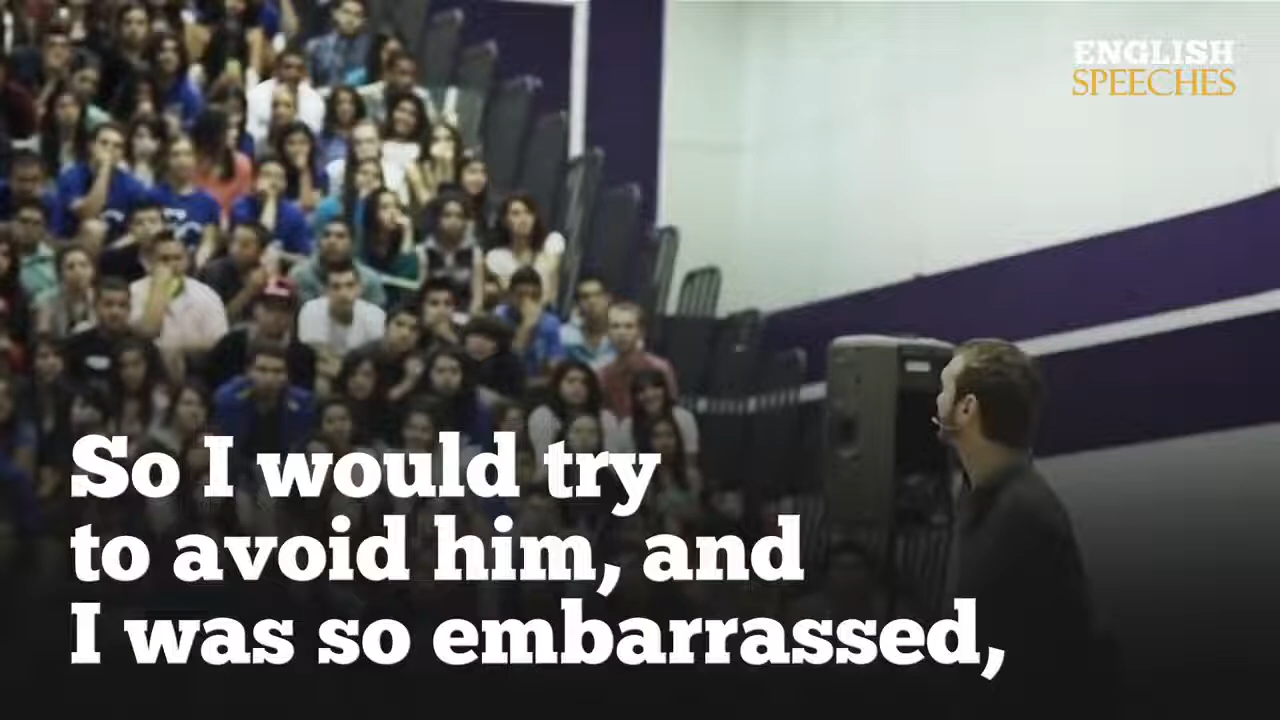 ENGLISH
SPEECHES
So I would try
to avoid him, and
I was so embarrassed,